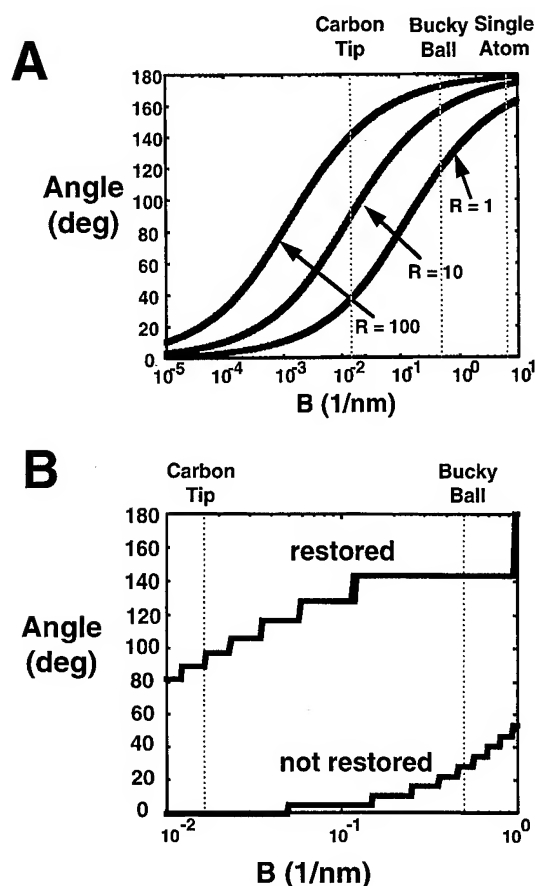 A
Carbon Tip
Bucky Ball
Single Atom
Angle (deg)
180
160
140
120
100
80
60
40
20
0
R = 1
R = 10
R = 100
10^-5
10^-4
10^-3
10^-2
10^-1
10^0
10^1
B (1/nm)
B
Carbon Tip
Bucky Ball
Angle (deg)
180
160
140
120
100
80
60
40
20
0
restored
not restored
10^-2
10^-1
10^0
B (1/nm)